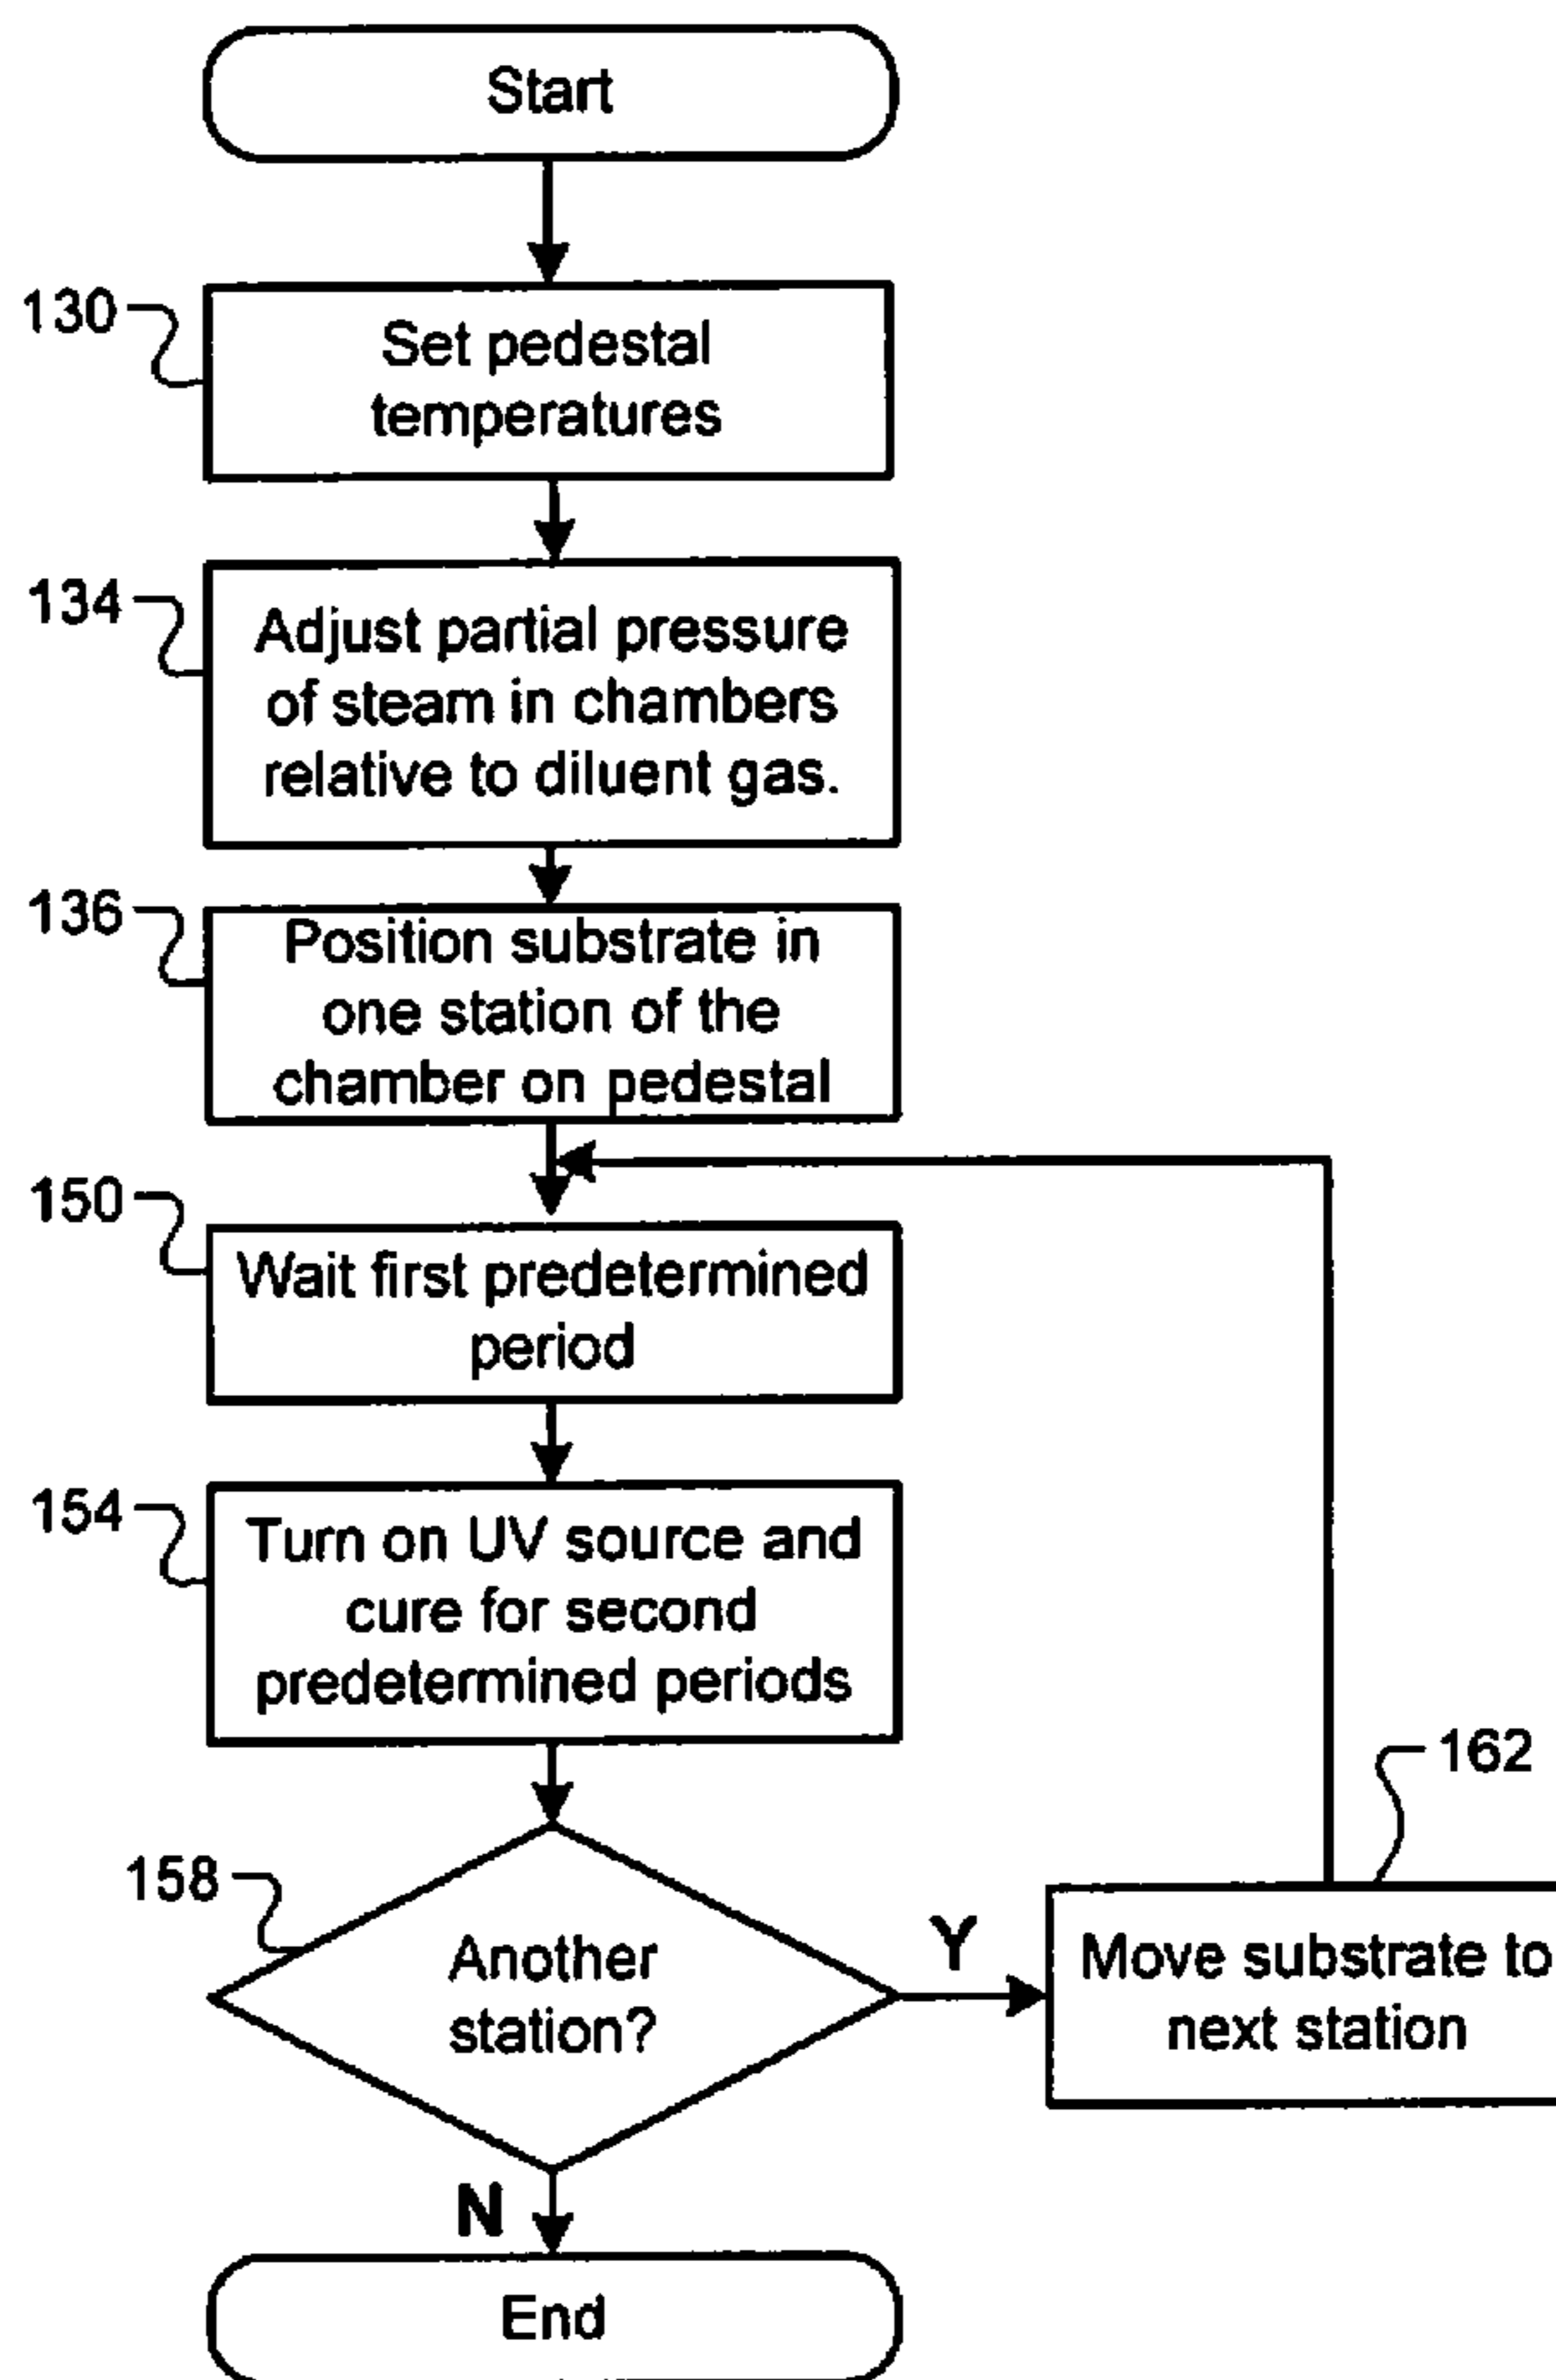 Start
130
Set pedestal
temperatures
134
Adjust partial pressure
of steam in chambers
relative to diluent gas.
136
Position substrate in
one station of the
chamber on pedestal
150
Wait first predetermined
period
154
Turn on UV source and
cure for second
predetermined periods
158
Another
station?
Y
162
Move substrate to
next station
N
End